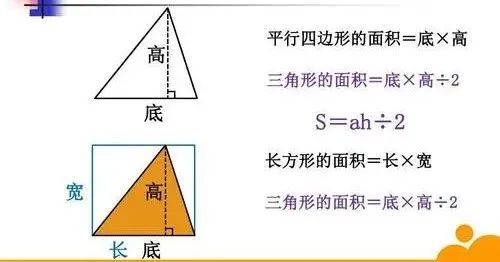 高
底
平行四边形的面积＝底×高
三角形的面积＝底×高÷2
S＝ah÷2
宽
高
长 底
长方形的面积＝长×宽
三角形的面积＝底×高÷2